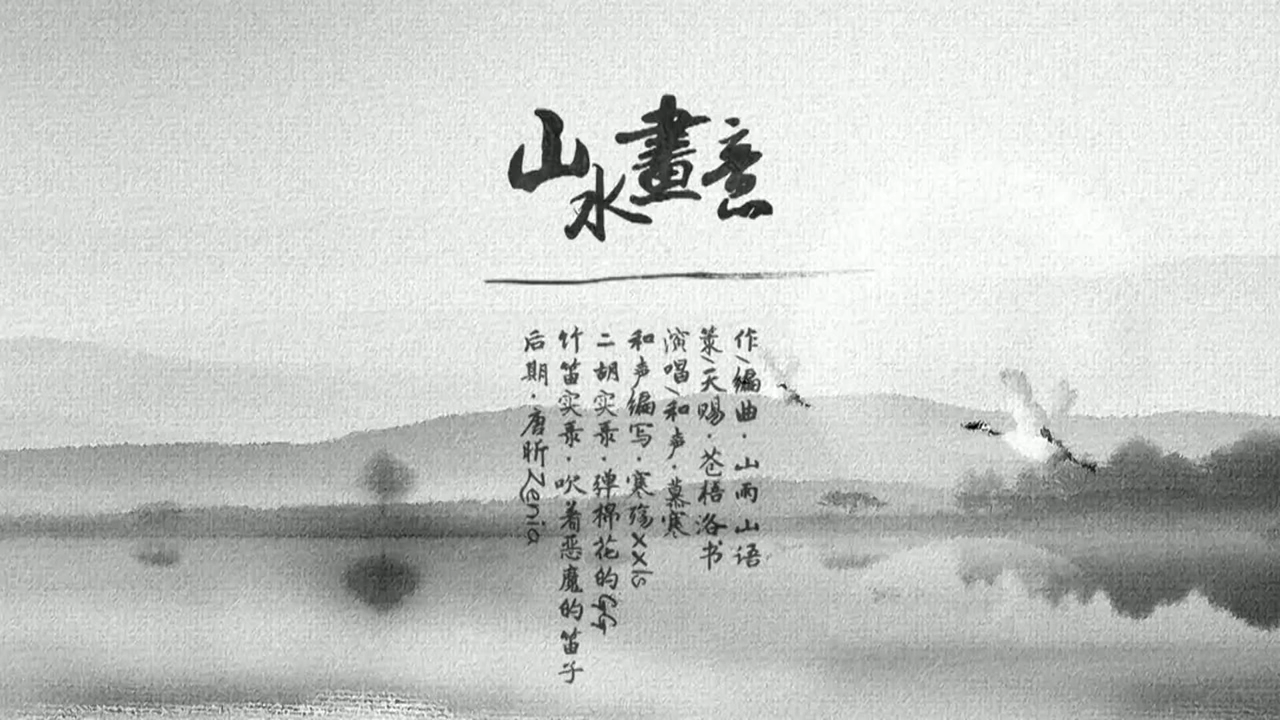 山水畫意
作/编曲·山雨山语
策/天赐·苍梧洛书
演唱/和声·慕寒
和声编写·寒殇xxls
二胡实录·弹棉花的GG
竹笛实录·吹着恶魔的笛子
后期·唐昕Zenia